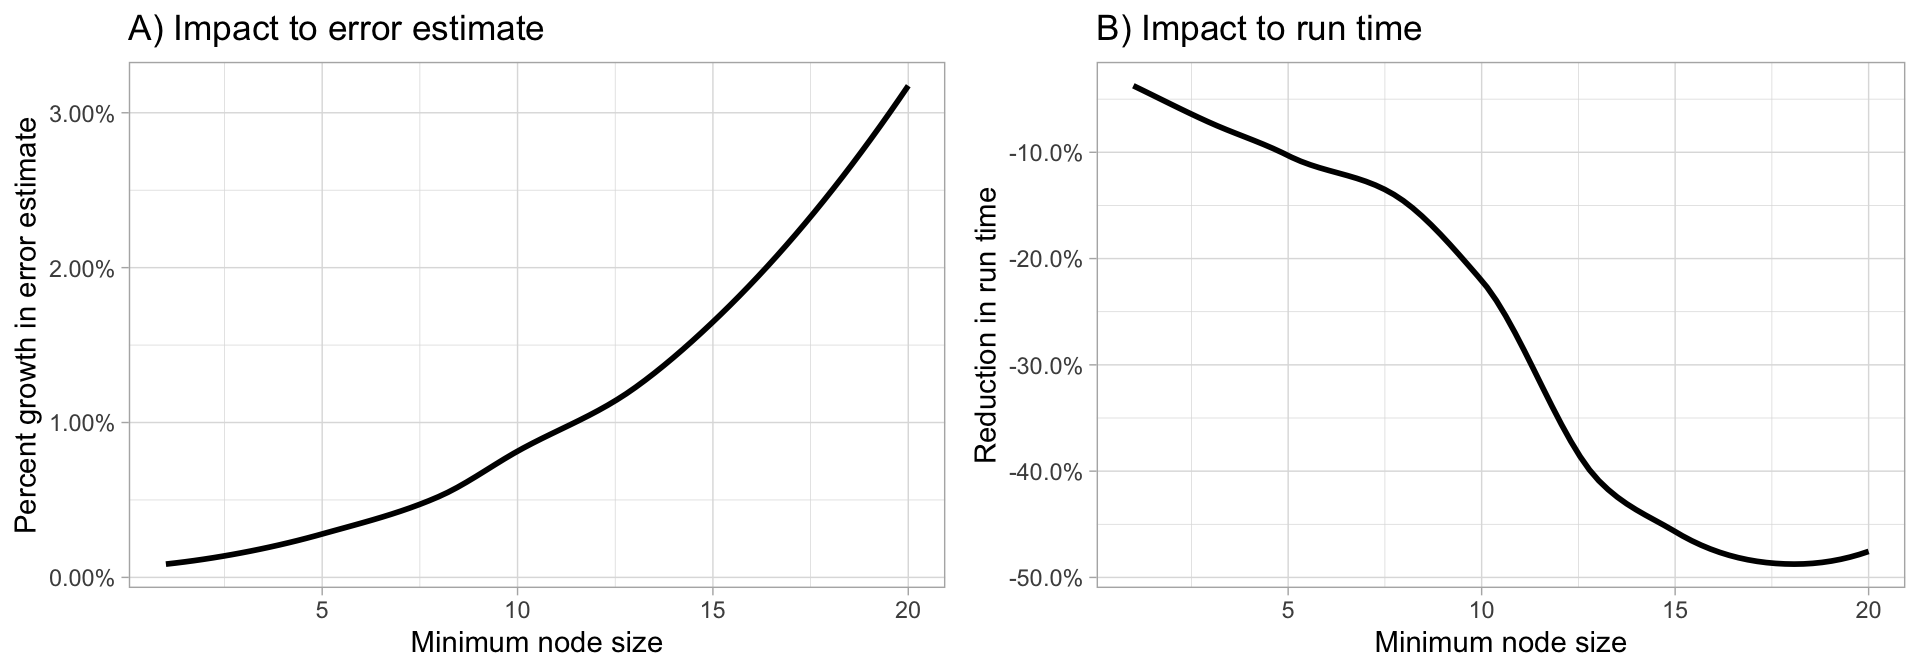 A) Impact to error estimate
Percent growth in error estimate
3.00%
2.00%
1.00%
0.00%
5 10 15 20
Minimum node size
B) Impact to run time
Reduction in run time
-10.0%
-20.0%
-30.0%
-40.0%
-50.0%
5 10 15 20
Minimum node size